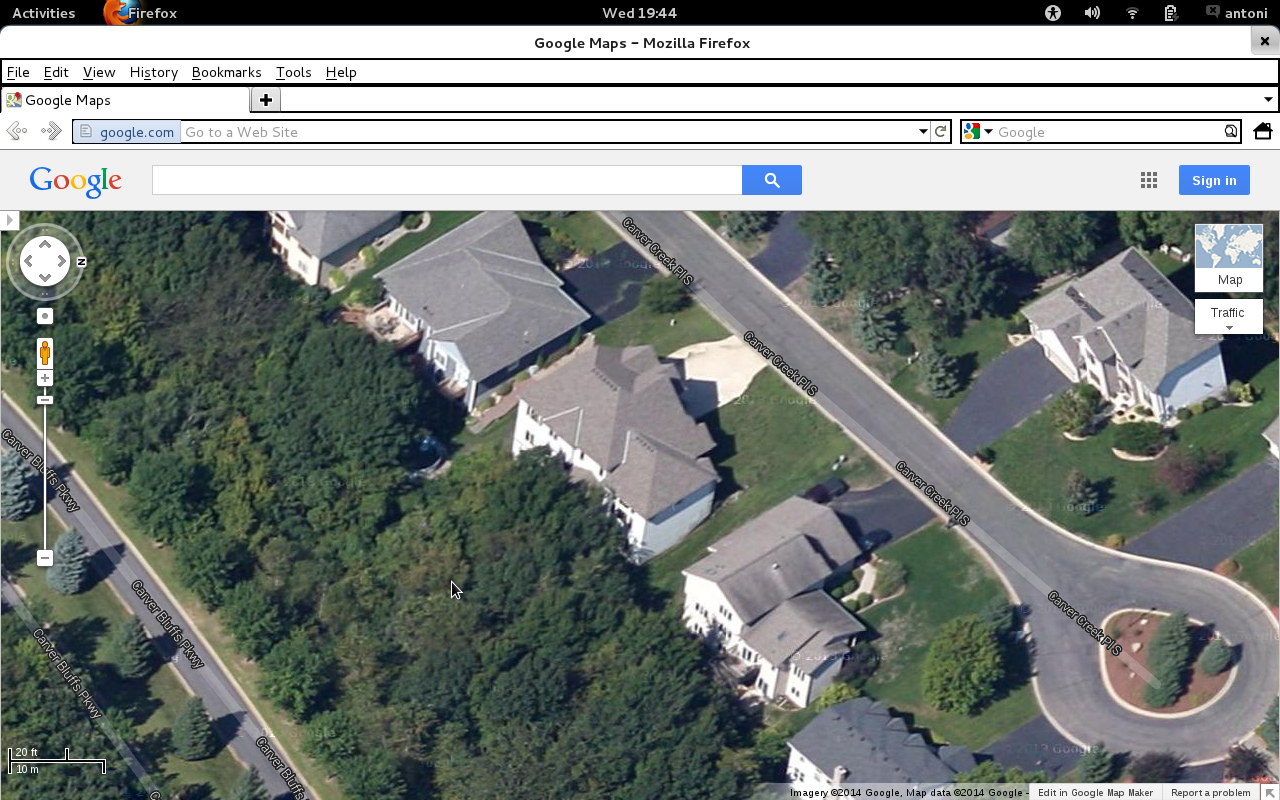 Activities Firefox Wed 19:44 antoni
Google Maps – Mozilla Firefox
File Edit View History Bookmarks Tools Help
Google Maps
google.com Go to a Web Site Google
Google Sign in
N
Map
Traffic
Carver Creek Pl S
Carver Creek Pl S
Carver Creek Pl S
Carver Creek Pl S
Carver Bluffs Pkwy
Carver Bluffs Pkwy
Carver Bluffs Pkwy
Carver Bluffs
20 ft
10 m
Imagery ©2014 Google, Map data ©2014 Google - Edit in Google Map Maker Report a problem